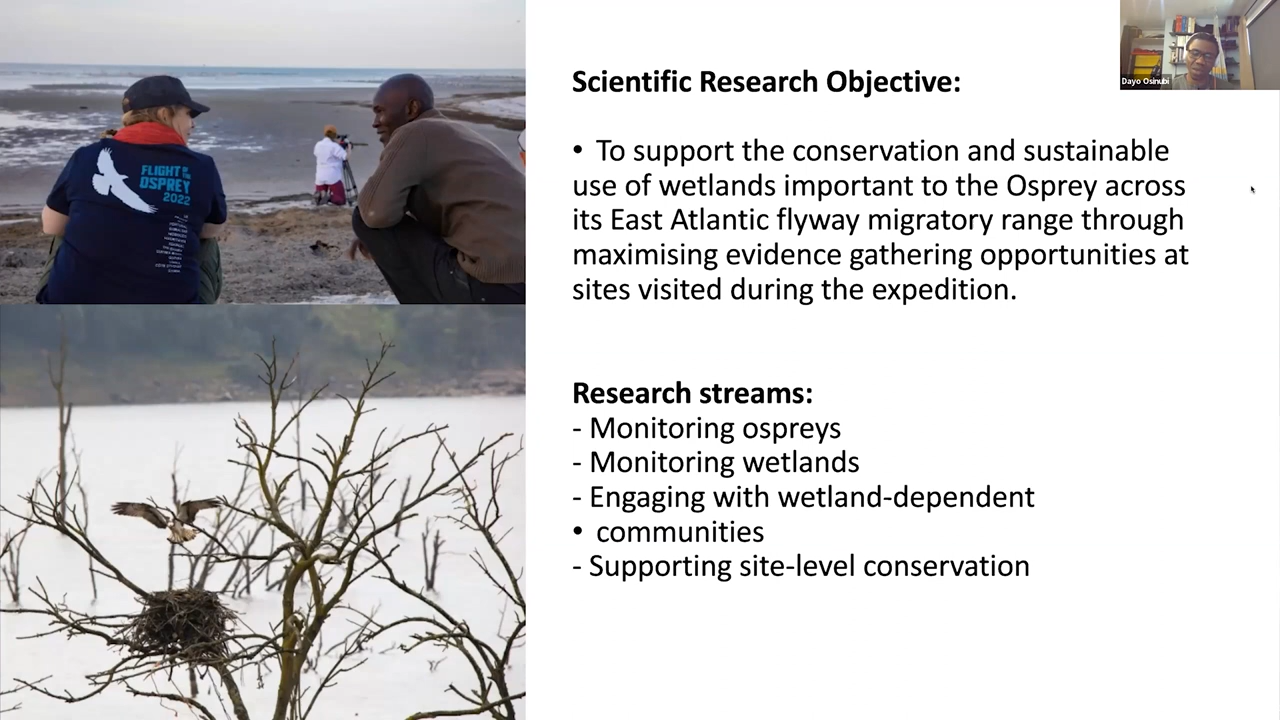 Scientific Research Objective:
• To support the conservation and sustainable
use of wetlands important to the Osprey across
its East Atlantic flyway migratory range through
maximising evidence gathering opportunities at
sites visited during the expedition.
Research streams:
- Monitoring ospreys
- Monitoring wetlands
- Engaging with wetland-dependent
• communities
- Supporting site-level conservation
FLIGHT OF THE
OSPREY
2022
Dayo Osinubi